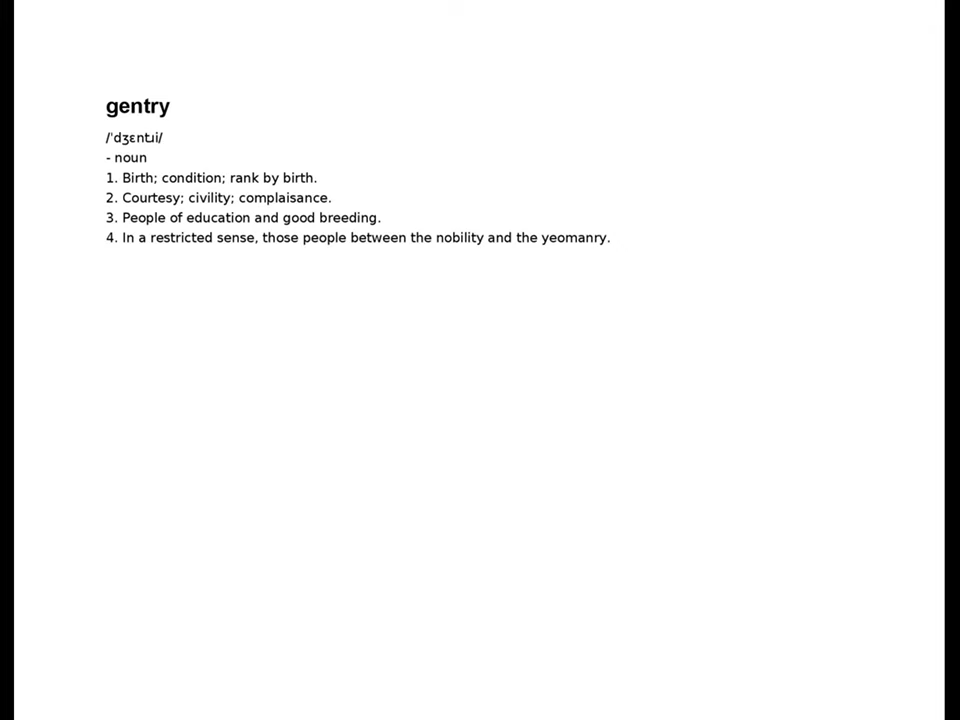 gentry
/ˈdʒɛntɹi/
- noun
1. Birth; condition; rank by birth.
2. Courtesy; civility; complaisance.
3. People of education and good breeding.
4. In a restricted sense, those people between the nobility and the yeomanry.